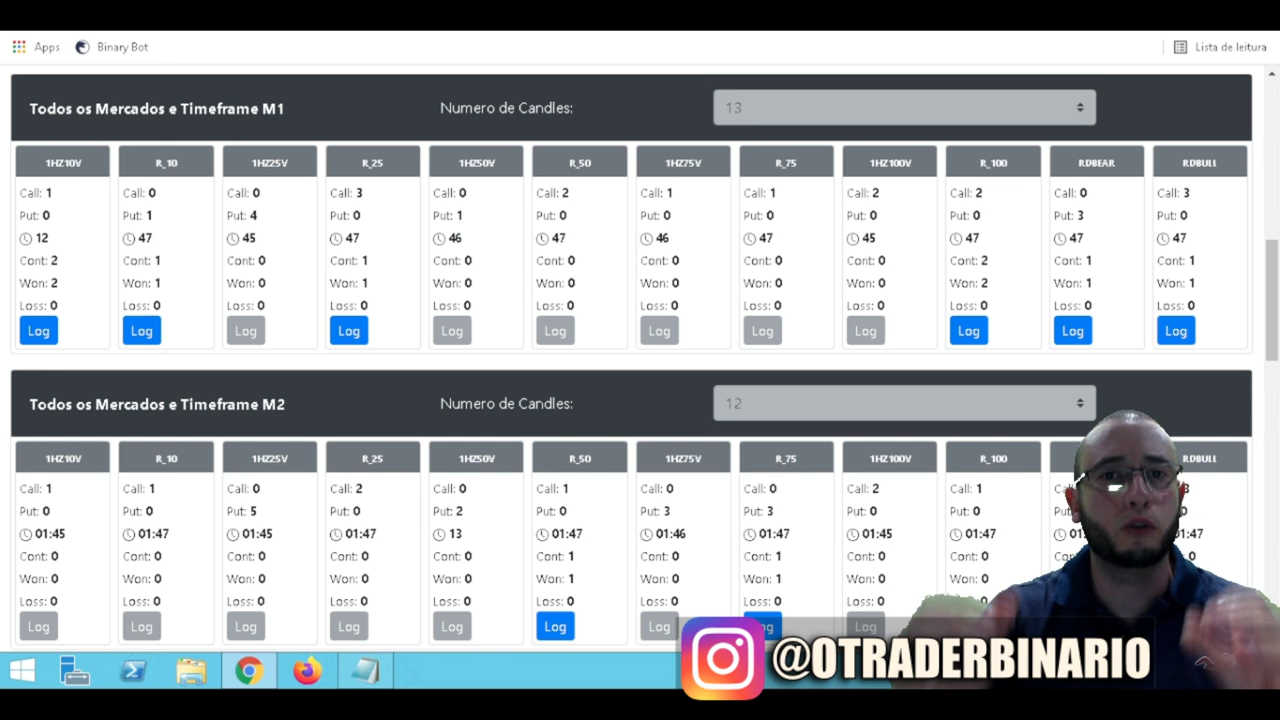 Apps Binary Bot Lista de leitura
Todos os Mercados e Timeframe M1 Numero de Candles: 13
1HZ10V R_10 1HZ25V R_25 1HZ50V R_50 1HZ75V R_75 1HZ100V R_100 RDBEAR RDBULL
Call: 1 Call: 0 Call: 0 Call: 3 Call: 0 Call: 2 Call: 1 Call: 1 Call: 2 Call: 2 Call: 0 Call: 3
Put: 0 Put: 1 Put: 4 Put: 0 Put: 1 Put: 0 Put: 0 Put: 0 Put: 0 Put: 0 Put: 3 Put: 0
12 47 45 47 46 47 46 47 45 47 47 47
Cont: 2 Cont: 1 Cont: 0 Cont: 1 Cont: 0 Cont: 0 Cont: 0 Cont: 0 Cont: 0 Cont: 2 Cont: 1 Cont: 1
Won: 2 Won: 1 Won: 0 Won: 1 Won: 0 Won: 0 Won: 0 Won: 0 Won: 0 Won: 2 Won: 1 Won: 1
Loss: 0 Loss: 0 Loss: 0 Loss: 0 Loss: 0 Loss: 0 Loss: 0 Loss: 0 Loss: 0 Loss: 0 Loss: 0 Loss: 0
Log Log Log Log Log Log Log Log Log Log Log Log
Todos os Mercados e Timeframe M2 Numero de Candles: 12
1HZ10V R_10 1HZ25V R_25 1HZ50V R_50 1HZ75V R_75 1HZ100V R_100 RDBULL
Call: 1 Call: 1 Call: 0 Call: 2 Call: 0 Call: 1 Call: 0 Call: 0 Call: 2 Call: 1 3
Put: 0 Put: 0 Put: 5 Put: 0 Put: 2 Put: 0 Put: 3 Put: 3 Put: 0 Put: 0 Put: 0
01:45 01:47 01:45 01:47 13 01:47 01:46 01:47 01:45 01:47 01:47
Cont: 0 Cont: 0 Cont: 0 Cont: 0 Cont: 0 Cont: 1 Cont: 0 Cont: 1 Cont: 0 Cont: 0 0
Won: 0 Won: 0 Won: 0 Won: 0 Won: 0 Won: 1 Won: 0 Won: 1 Won: 0 Won: 0
Loss: 0 Loss: 0 Loss: 0 Loss: 0 Loss: 0 Loss: 0 Loss: 0 Loss: 0 Loss: 0
Log Log Log Log Log Log Log Log Log
@OTRADERBINARIO